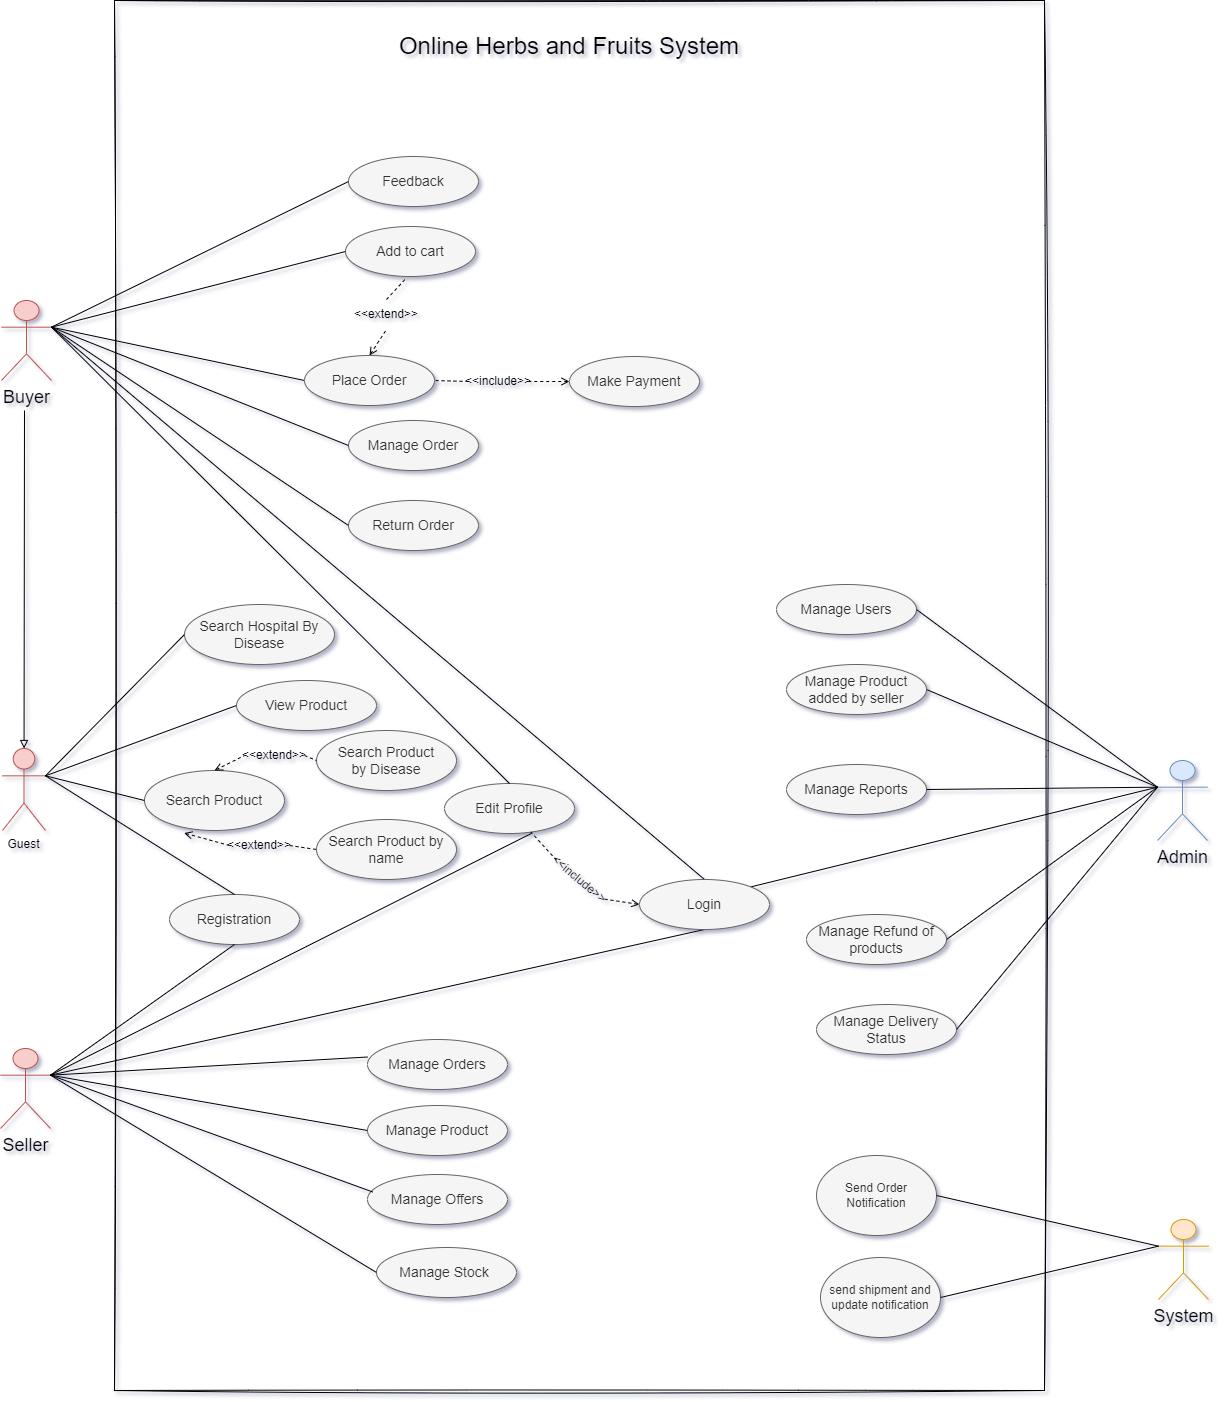 Online Herbs and Fruits System
Feedback
Add to cart
<<extend>>
Place Order
<<include>>
Make Payment
Buyer
Manage Order
Return Order
Search Hospital By
Disease
View Product
<<extend>>
Search Product
by Disease
Search Product
<<extend>>
Search Product by
name
Guest
Edit Profile
<<include>>
Login
Registration
Manage Users
Manage Product
added by seller
Manage Reports
Admin
Manage Refund of
products
Manage Delivery
Status
Seller
Manage Orders
Manage Product
Manage Offers
Manage Stock
Send Order
Notification
send shipment and
update notification
System